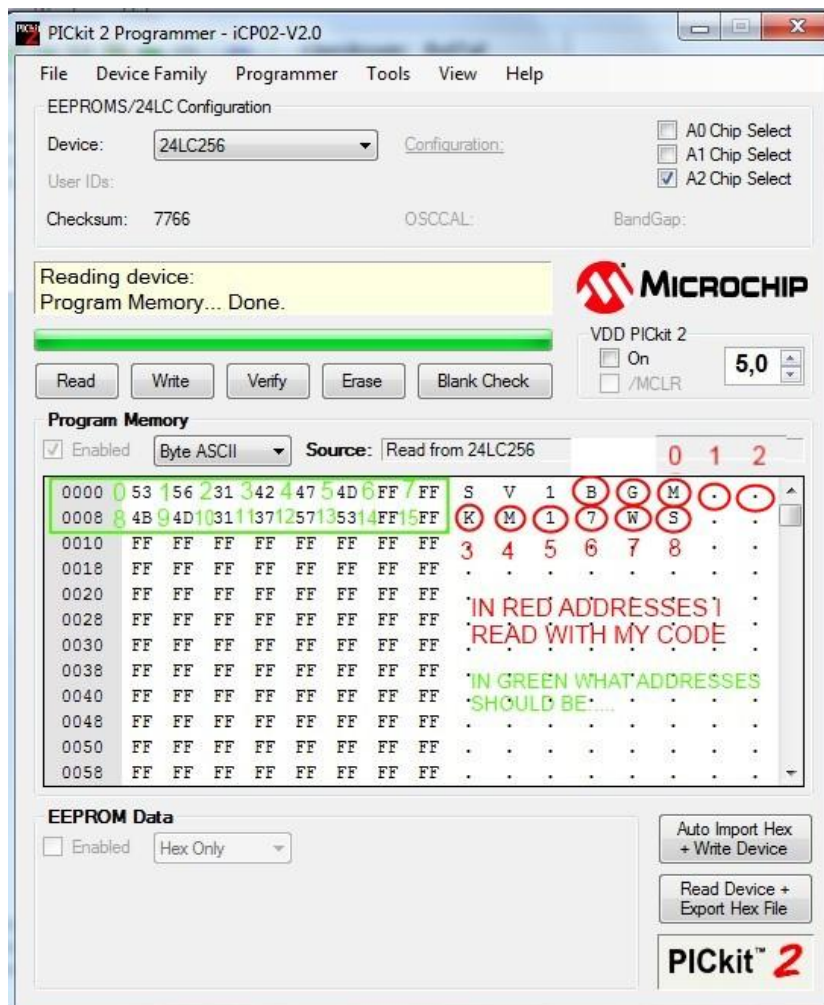 PICkit 2 Programmer - iCP02-V2.0
File Device Family Programmer Tools View Help
EEPROMS/24LC Configuration
Device: 24LC256 Configuration: A0 Chip Select
A1 Chip Select
User IDs: A2 Chip Select
Checksum: 7766 OSCCAL: BandGap:
Reading device:
Program Memory... Done.
MICROCHIP
VDD PICkit 2
On
/MCLR
5,0
Read Write Verify Erase Blank Check
Program Memory
Enabled Byte ASCII Source: Read from 24LC256
0 1 2
0000 0 53 1 56 2 31 3 42 4 47 5 4D 6 FF 7 FF S V 1 B G M . .
0008 8 4B 9 4D 10 31 11 37 12 57 13 53 14 FF 15 FF K M 1 7 W S . .
0010 FF FF FF FF FF FF FF FF 3 4 5 6 7 8 . .
0018 FF FF FF FF FF FF FF FF . . . . . . . .
0020 FF FF FF FF FF FF FF FF
IN RED ADDRESSES I
0028 FF FF FF FF FF FF FF FF
READ WITH MY CODE
0030 FF FF FF FF FF FF FF FF
0038 FF FF FF FF FF FF FF FF
IN GREEN WHAT ADDRESSES
0040 FF FF FF FF FF FF FF FF
SHOULD BE.....
0048 FF FF FF FF FF FF FF FF . . . . . . . .
0050 FF FF FF FF FF FF FF FF . . . . . . . .
0058 FF FF FF FF FF FF FF FF . . . . . . . .
EEPROM Data
Enabled Hex Only
Auto Import Hex
+ Write Device
Read Device +
Export Hex File
PICkit™ 2